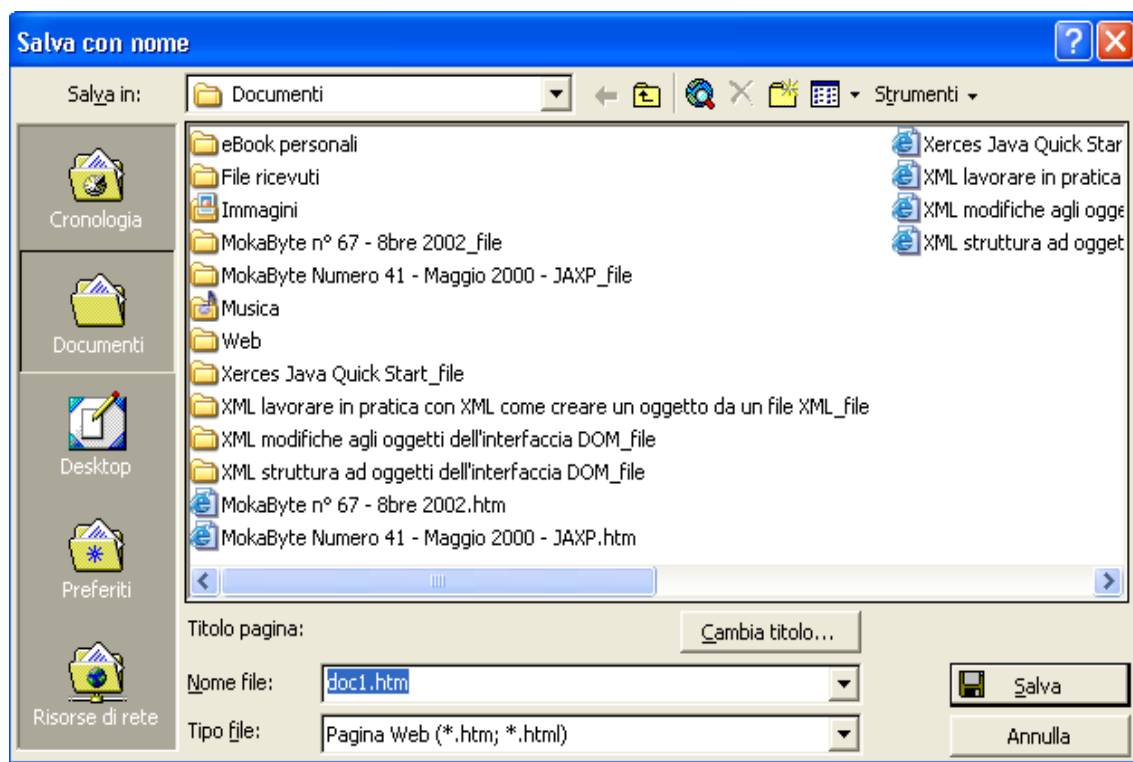 Salva con nome
Salva in:
Documenti
Strumenti
Cronologia
Documenti
Desktop
Preferiti
Risorse di rete
eBook personali
File ricevuti
Immagini
MokaByte n° 67 - 8bre 2002_file
MokaByte Numero 41 - Maggio 2000 - JAXP_file
Musica
Web
Xerces Java Quick Start_file
XML lavorare in pratica con XML come creare un oggetto da un file XML_file
XML modifiche agli oggetti dell'interfaccia DOM_file
XML struttura ad oggetti dell'interfaccia DOM_file
MokaByte n° 67 - 8bre 2002.htm
MokaByte Numero 41 - Maggio 2000 - JAXP.htm
Xerces Java Quick Star
XML lavorare in pratica
XML modifiche agli ogge
XML struttura ad ogget
Titolo pagina:
Cambia titolo...
Nome file:
doc1.htm
Salva
Tipo file:
Pagina Web (*.htm; *.html)
Annulla